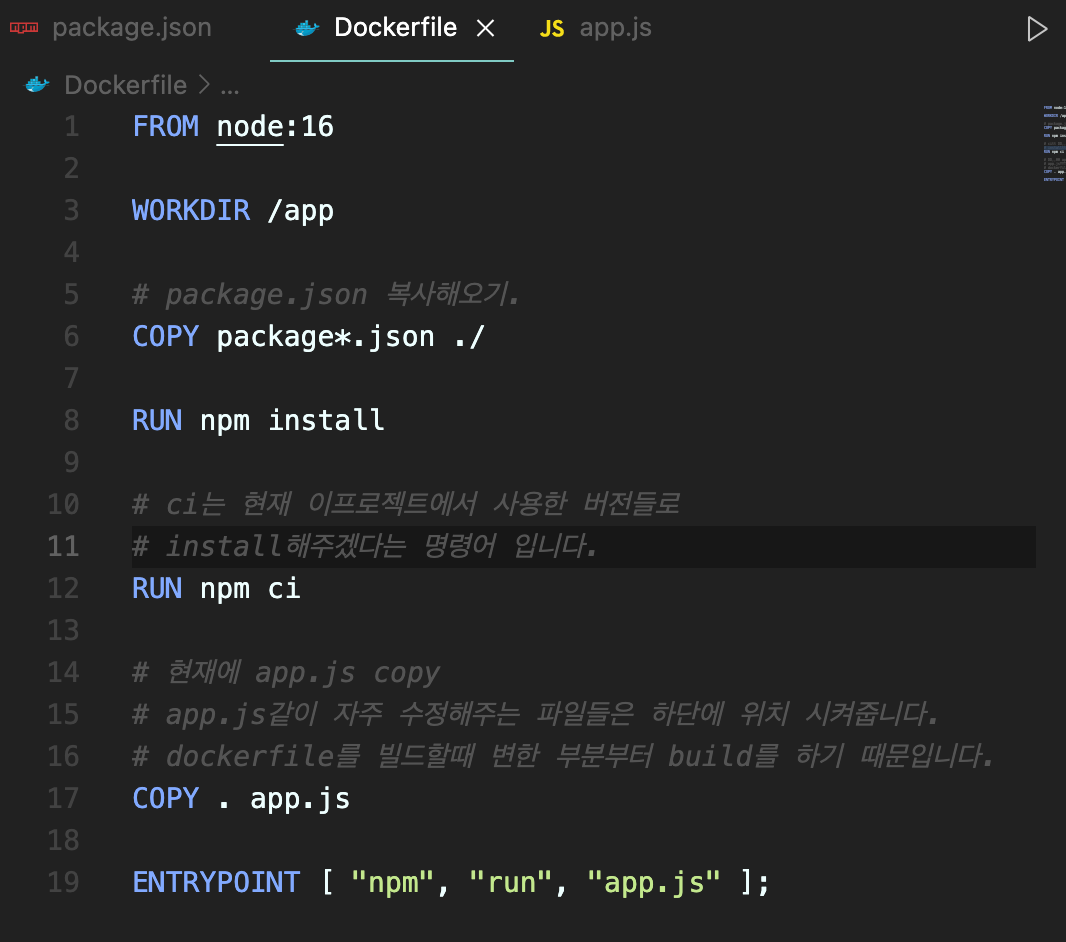 package.json Dockerfile JS app.js
Dockerfile > ...
1 FROM node:16
2
3 WORKDIR /app
4
5 # package.json 복사해오기.
6 COPY package*.json ./
7
8 RUN npm install
9
10 # ci는 현재 이프로젝트에서 사용한 버전들로
11 # install해주겠다는 명령어 입니다.
12 RUN npm ci
13
14 # 현재에 app.js copy
15 # app.js같이 자주 수정해주는 파일들은 하단에 위치 시켜줍니다.
16 # dockerfile를 빌드할때 변한 부분부터 build를 하기 때문입니다.
17 COPY . app.js
18
19 ENTRYPOINT [ "npm", "run", "app.js" ];